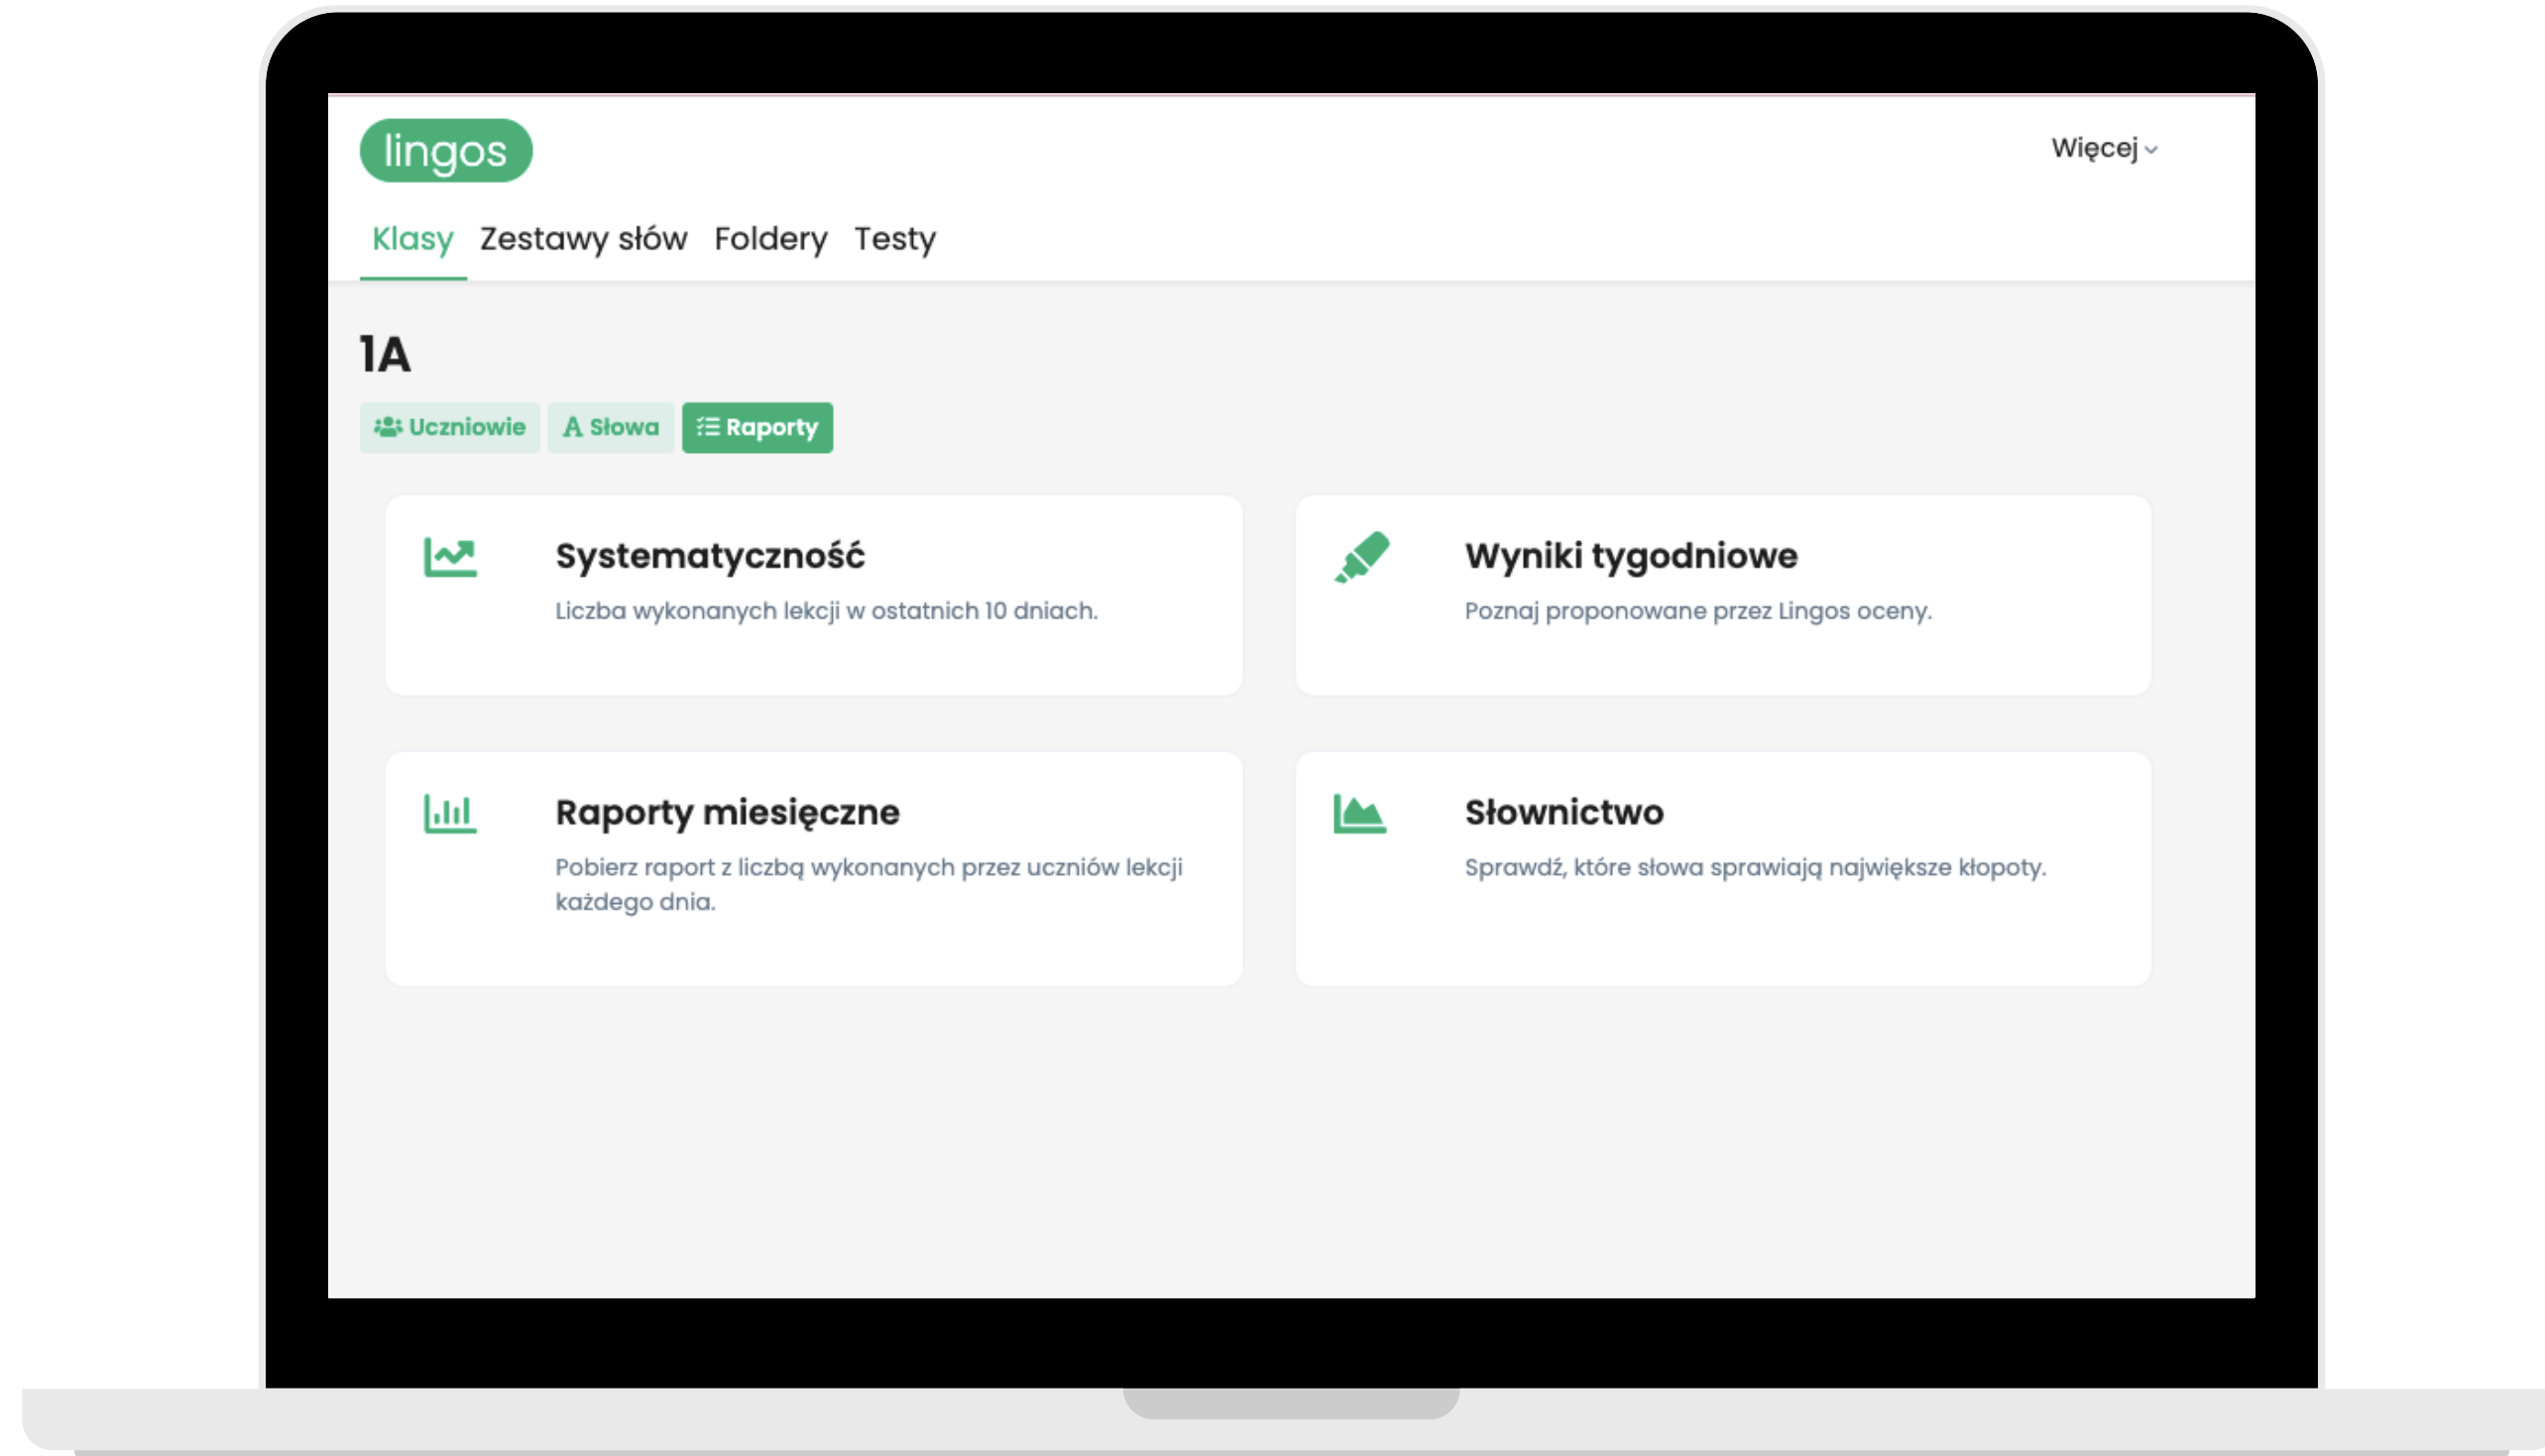 lingos
Więcej
Klasy Zestawy słów Foldery Testy
1A
Uczniowie A Słowa Raporty
Systematyczność
Liczba wykonanych lekcji w ostatnich 10 dniach.
Wyniki tygodniowe
Poznaj proponowane przez Lingos oceny.
Raporty miesięczne
Pobierz raport z liczbą wykonanych przez uczniów lekcji
każdego dnia.
Słownictwo
Sprawdź, które słowa sprawiają największe kłopoty.